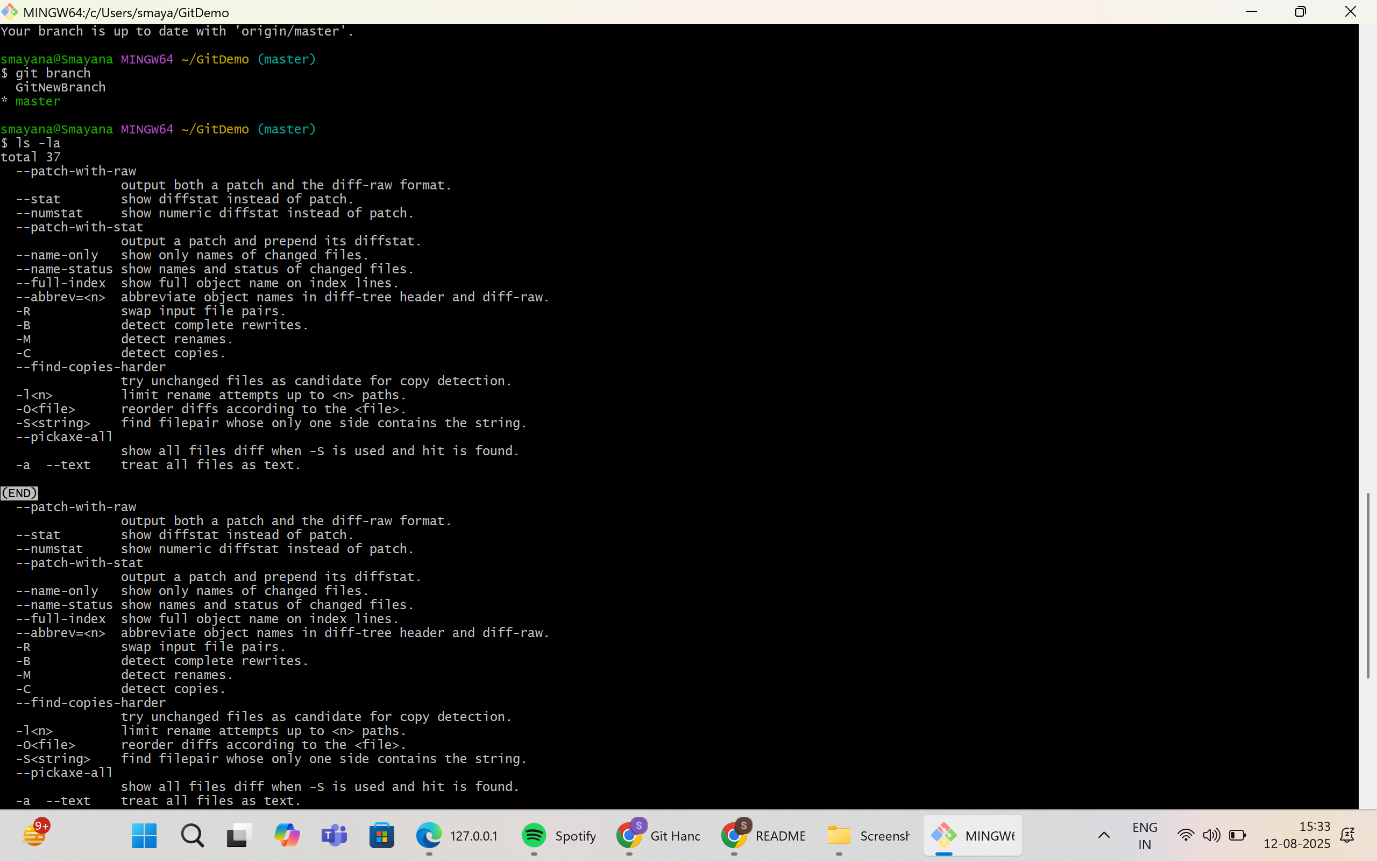 MINGW64:/c/Users/smaya/GitDemo
Your branch is up to date with 'origin/master'.
smayana@Smayana MINGW64 ~/GitDemo (master)
$ git branch
  GitNewBranch
* master
smayana@Smayana MINGW64 ~/GitDemo (master)
$ ls -la
total 37
  --patch-with-raw
                output both a patch and the diff-raw format.
  --stat        show diffstat instead of patch.
  --numstat     show numeric diffstat instead of patch.
  --patch-with-stat
                output a patch and prepend its diffstat.
  --name-only   show only names of changed files.
  --name-status show names and status of changed files.
  --full-index  show full object name on index lines.
  --abbrev=<n>  abbreviate object names in diff-tree header and diff-raw.
  -R            swap input file pairs.
  -B            detect complete rewrites.
  -M            detect renames.
  -C            detect copies.
  --find-copies-harder
                try unchanged files as candidate for copy detection.
  -l<n>         limit rename attempts up to <n> paths.
  -O<file>      reorder diffs according to the <file>.
  -S<string>    find filepair whose only one side contains the string.
  --pickaxe-all
                show all files diff when -S is used and hit is found.
  -a  --text    treat all files as text.
(END)
  --patch-with-raw
                output both a patch and the diff-raw format.
  --stat        show diffstat instead of patch.
  --numstat     show numeric diffstat instead of patch.
  --patch-with-stat
                output a patch and prepend its diffstat.
  --name-only   show only names of changed files.
  --name-status show names and status of changed files.
  --full-index  show full object name on index lines.
  --abbrev=<n>  abbreviate object names in diff-tree header and diff-raw.
  -R            swap input file pairs.
  -B            detect complete rewrites.
  -M            detect renames.
  -C            detect copies.
  --find-copies-harder
                try unchanged files as candidate for copy detection.
  -l<n>         limit rename attempts up to <n> paths.
  -O<file>      reorder diffs according to the <file>.
  -S<string>    find filepair whose only one side contains the string.
  --pickaxe-all
                show all files diff when -S is used and hit is found.
  -a  --text    treat all files as text.
9+
127.0.0.1
Spotify
S
Git Hanc
S
README
Screensh
MINGW6
ENG
IN
15:33
12-08-2025